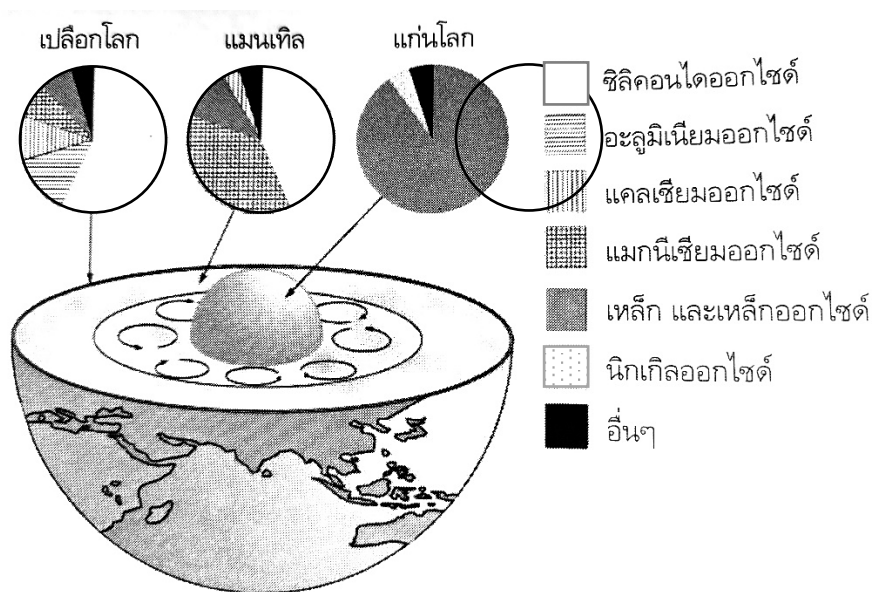 เปลือกโลก
แมนเทิล
แก่นโลก
ซิลิคอนไดออกไซด์
อะลูมิเนียมออกไซด์
แคลเซียมออกไซด์
แมกนีเซียมออกไซด์
เหล็ก และเหล็กออกไซด์
นิกเกิลออกไซด์
อื่นๆ